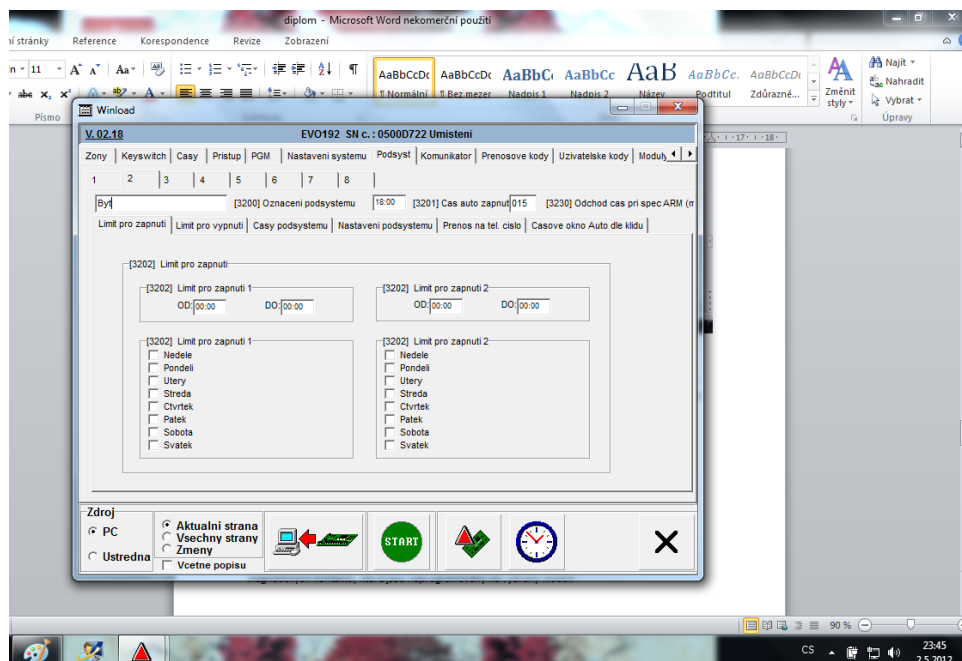 diplom - Microsoft Word nekomerční použití
ní stránky Reference Korespondence Revize Zobrazení
11 Aa
AaBbCcDc AaBbCcDc AaBbC AaBbCc AaB AaBbCc. AaBbCcDi
¶ Normální ¶ Bez mezer Nadpis 1 Nadpis 2 Název Podtitul Zdůrazně...
Změnit styly
Najít
Nahradit
Vybrat
Písmo
Úpravy
Winload
V. 02.18 EVO192 SN c. : 0500D722 Umisteni
Zony Keyswitch Casy Pristup PGM Nastaveni systemu Podsyst Komunikator Prenosove kody Uzivatelske kody Moduly
1 2 3 4 5 6 7 8
Byt [3200] Oznaceni podsystemu 18:00 [3201] Cas auto zapnut 015 [3230] Odchod cas pri spec ARM (m
Limit pro zapnuti Limit pro vypnuti Casy podsystemu Nastaveni podsystemu Prenos na tel. cislo Casove okno Auto dle klidu
[3202] Limit pro zapnuti
[3202] Limit pro zapnuti 1
OD: 00:00 DO: 00:00
[3202] Limit pro zapnuti 2
OD: 00:00 DO: 00:00
[3202] Limit pro zapnuti 1
Nedele
Pondeli
Utery
Streda
Ctvrtek
Patek
Sobota
Svatek
[3202] Limit pro zapnuti 2
Nedele
Pondeli
Utery
Streda
Ctvrtek
Patek
Sobota
Svatek
Zdroj
PC
Ustredna
Aktualni strana
Vsechny strany
Zmeny
Vcetne popisu
START
90 %
CS
23:45
2.5.2012